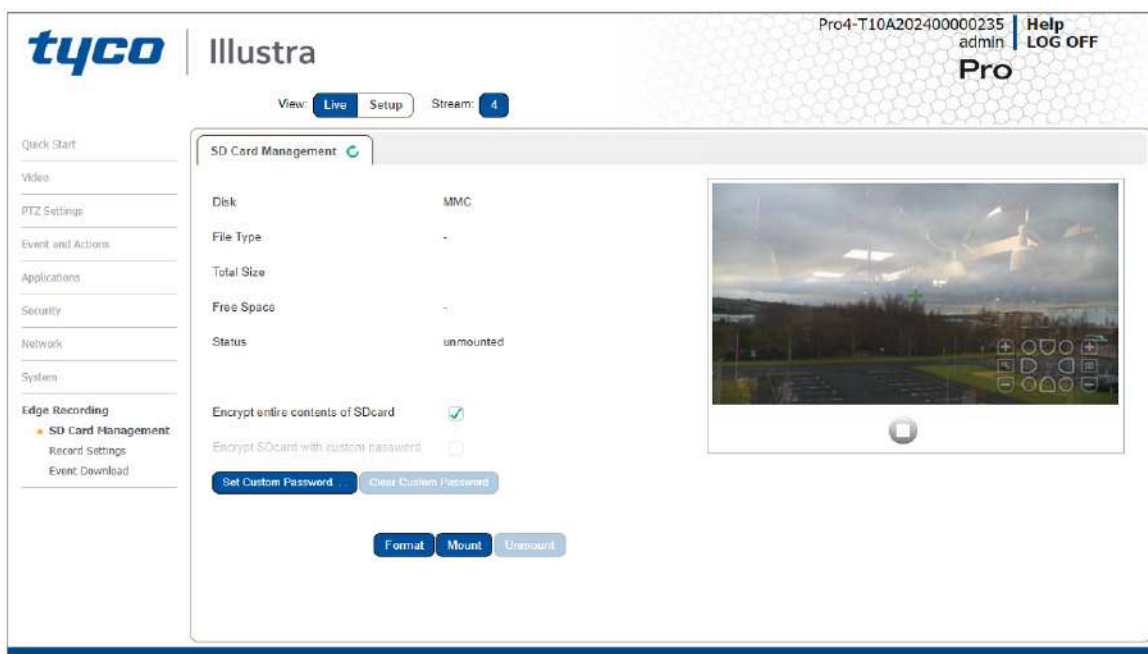 tyco Illustra
Pro4-T10A202400000235 Help
admin LOG OFF
Pro
View: Live Setup Stream: 4
Quick Start
Video
PTZ Settings
Event and Actions
Applications
Security
Network
System
Edge Recording
SD Card Management
Record Settings
Event Download
SD Card Management
Disk MMC
File Type -
Total Size
Free Space -
Status unmounted
Encrypt entire contents of SDcard
Encrypt SDcard with custom password
Set Custom Password. . . Clear Custom Password
Format Mount Unmount